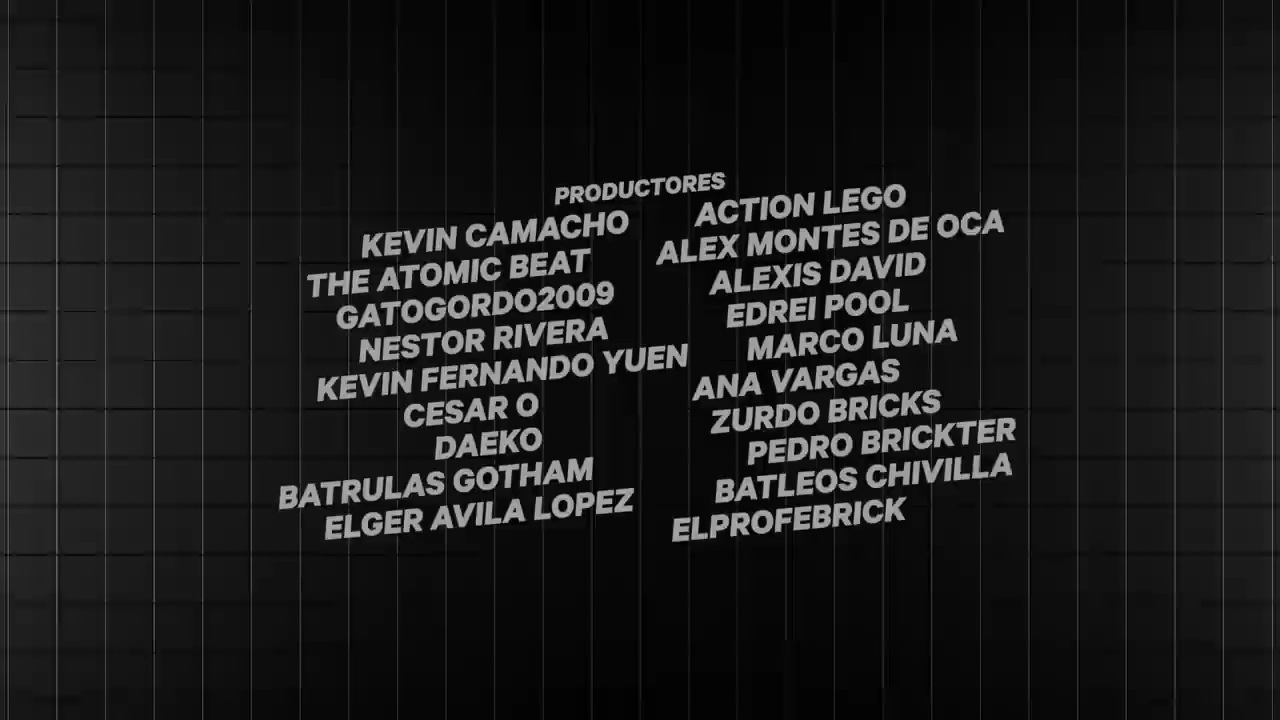 PRODUCTORES
KEVIN CAMACHO
THE ATOMIC BEAT
GATOGORDO2009
NESTOR RIVERA
KEVIN FERNANDO YUEN
CESAR O
DAEKO
BATRULAS GOTHAM
ELGER AVILA LOPEZ
ACTION LEGO
ALEX MONTES DE OCA
ALEXIS DAVID
EDREI POOL
MARCO LUNA
ANA VARGAS
ZURDO BRICKS
PEDRO BRICKTER
BATLEOS CHIVILLA
ELPROFEBRICK